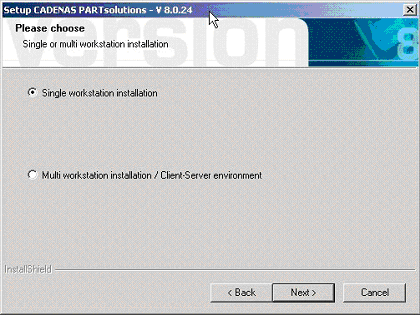 Setup CADENAS PARTsolutions - V 8.0.24
version 8
Please choose
Single or multi workstation installation
Single workstation installation
Multi workstation installation / Client-Server environment
InstallShield
< Back Next > Cancel